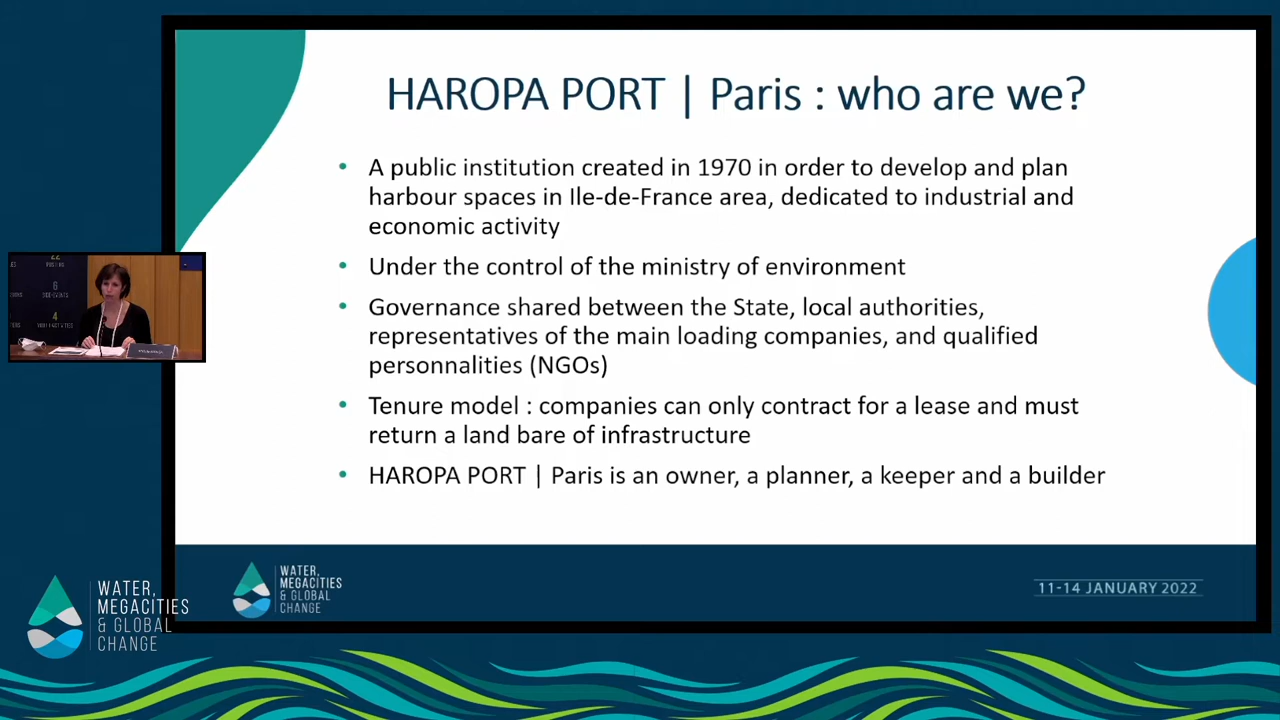 HAROPA PORT | Paris : who are we?
• A public institution created in 1970 in order to develop and plan
harbour spaces in Ile-de-France area, dedicated to industrial and
economic activity
• Under the control of the ministry of environment
• Governance shared between the State, local authorities,
representatives of the main loading companies, and qualified
personnalities (NGOs)
• Tenure model : companies can only contract for a lease and must
return a land bare of infrastructure
• HAROPA PORT | Paris is an owner, a planner, a keeper and a builder
22
6
4
WATER,
MEGACITIES
& GLOBAL
CHANGE
11-14 JANUARY 2022
WATER,
MEGACITIES
& GLOBAL
CHANGE